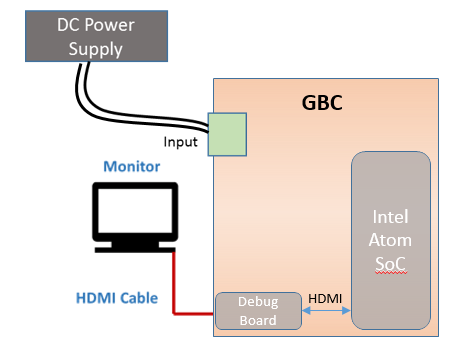 DC Power
Supply
GBC
Input
Monitor
Intel
Atom
SoC
HDMI Cable
Debug
Board
HDMI